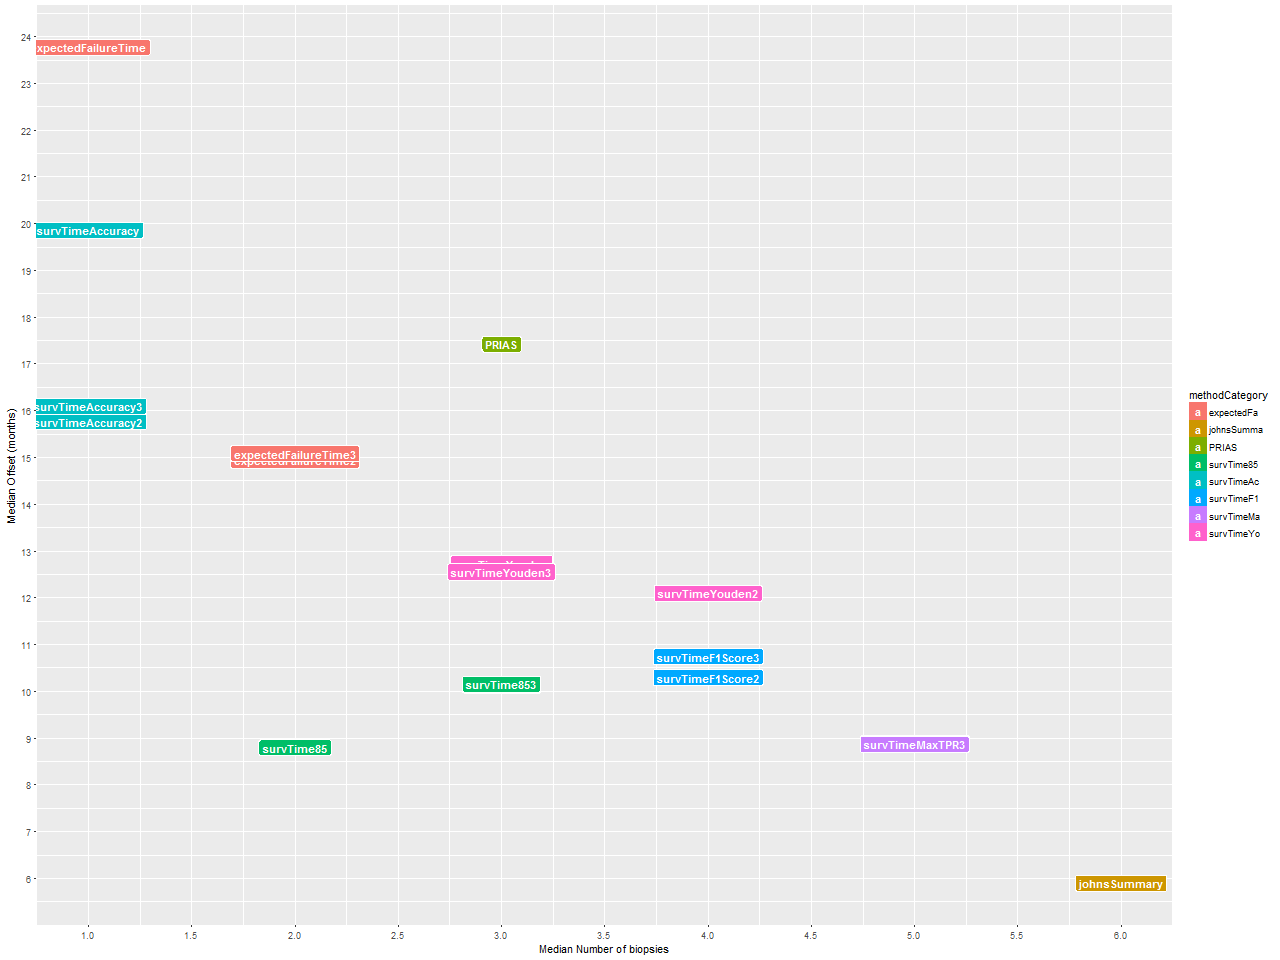 24
xpectedFailureTime
23
22
21
20
survTimeAccuracy
19
18
PRIAS
17
16
survTimeAccuracy3
survTimeAccuracy2
15
expectedFailureTime3
expectedFailureTime2
14
13
survTimeYouden3
12
survTimeYouden2
11
survTimeF1Score3
survTimeF1Score2
10
survTime853
9
survTime85
survTimeMaxTPR3
8
7
6
johnsSummary
Median Offset (months)
1.0 1.5 2.0 2.5 3.0 3.5 4.0 4.5 5.0 5.5 6.0
Median Number of biopsies
methodCategory
a expectedFa
a johnsSumma
a PRIAS
a survTime85
a survTimeAc
a survTimeF1
a survTimeMa
a survTimeYo